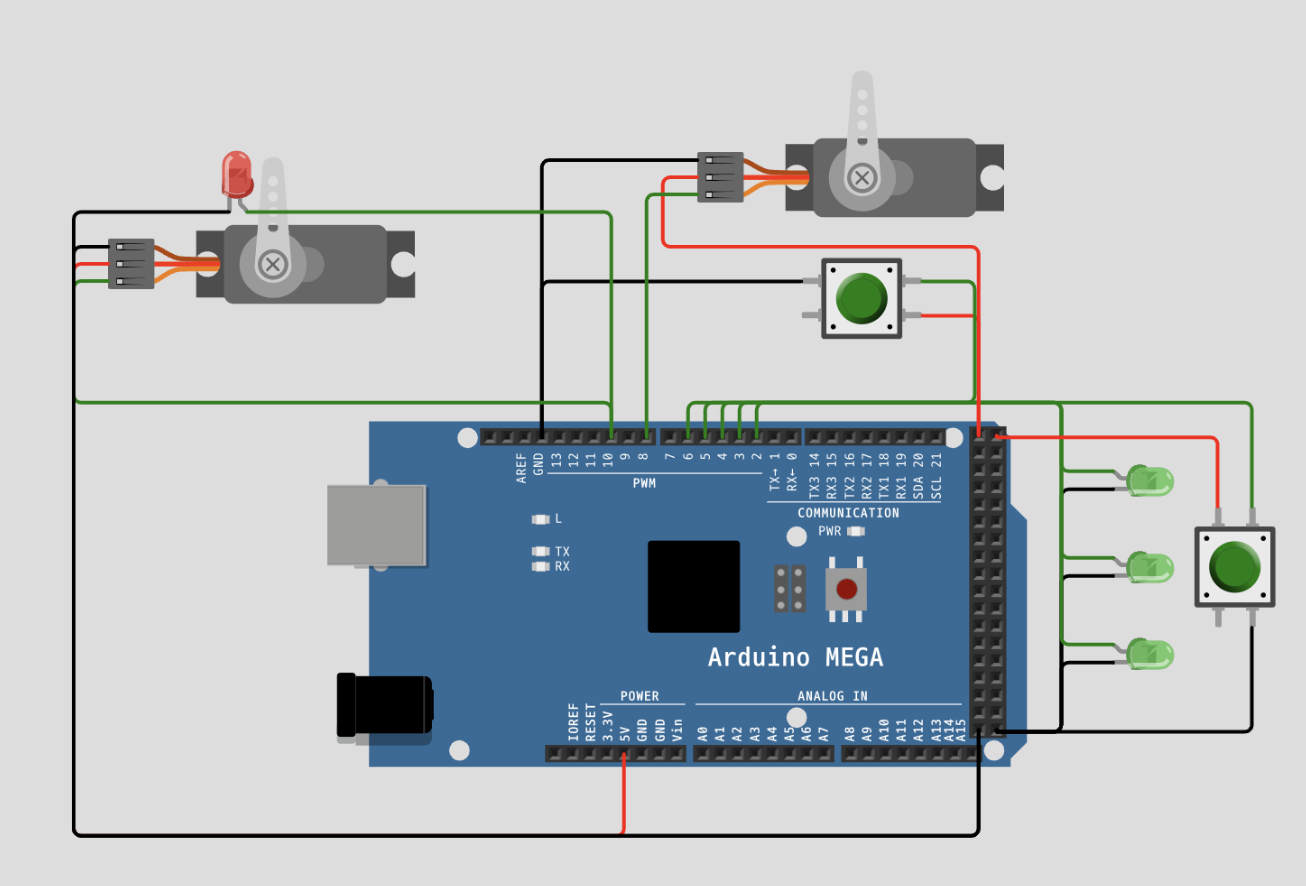 AREF
GND
13
12
11
10
9
8
7
6
5
4
3
2
TX→ 1
RX← 0
TX3 14
RX3 15
TX2 16
RX2 17
TX1 18
RX1 19
SDA 20
SCL 21
PWM
COMMUNICATION
L
PWR
TX
RX
Arduino MEGA
POWER
ANALOG IN
IOREF
RESET
3.3V
5V
GND
GND
Vin
A0
A1
A2
A3
A4
A5
A6
A7
A8
A9
A10
A11
A12
A13
A14
A15